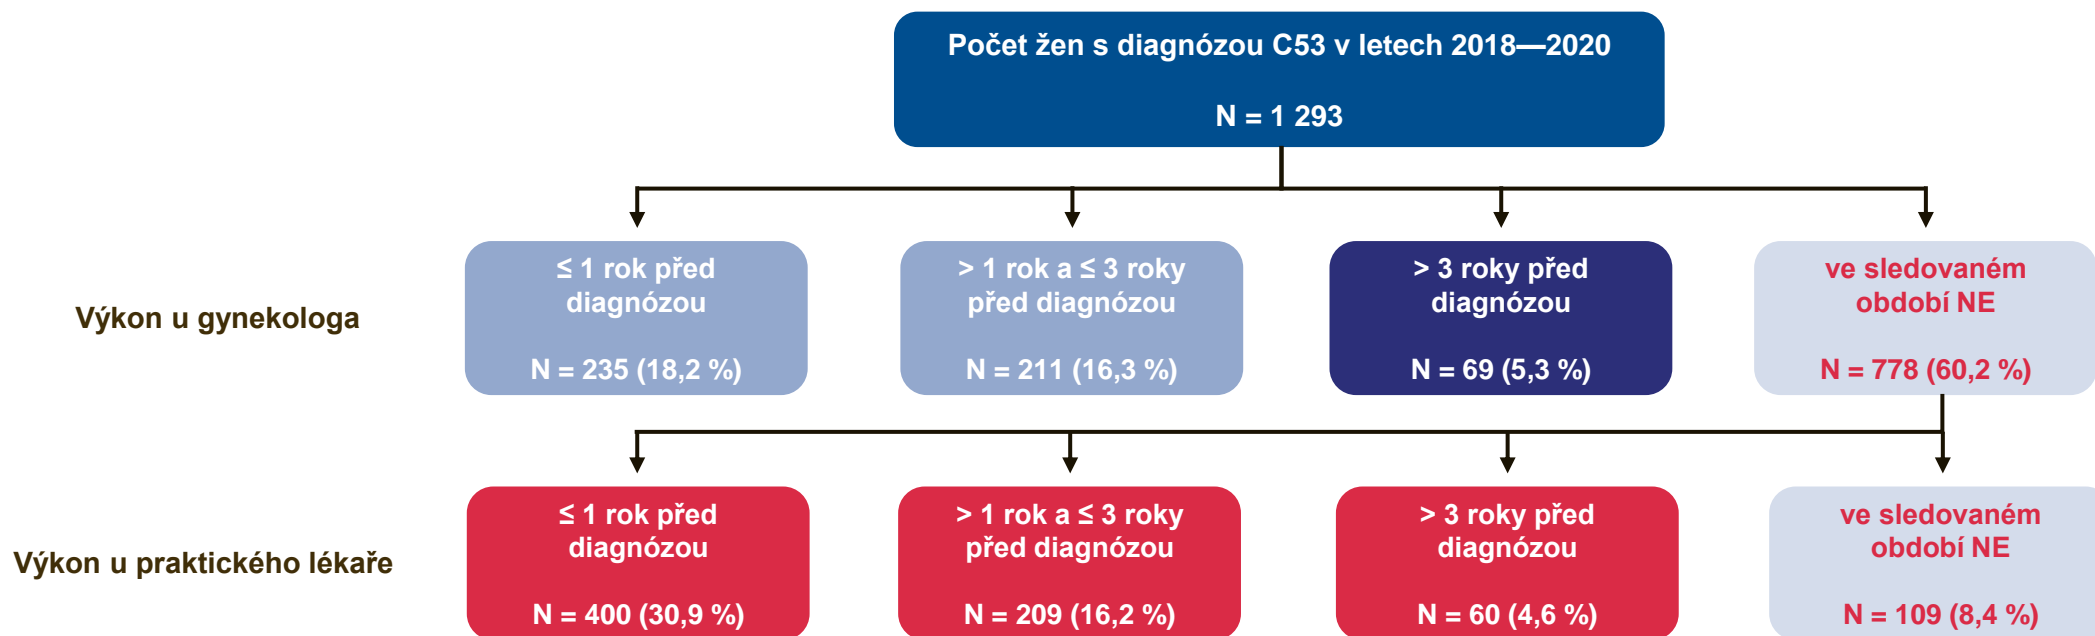 Počet žen s diagnózou C53 v letech 2018—2020
N = 1 293
Výkon u gynekologa
≤ 1 rok před
diagnózou
N = 235 (18,2 %)
> 1 rok a ≤ 3 roky
před diagnózou
N = 211 (16,3 %)
> 3 roky před
diagnózou
N = 69 (5,3 %)
ve sledovaném
období NE
N = 778 (60,2 %)
Výkon u praktického lékaře
≤ 1 rok před
diagnózou
N = 400 (30,9 %)
> 1 rok a ≤ 3 roky
před diagnózou
N = 209 (16,2 %)
> 3 roky před
diagnózou
N = 60 (4,6 %)
ve sledovaném
období NE
N = 109 (8,4 %)